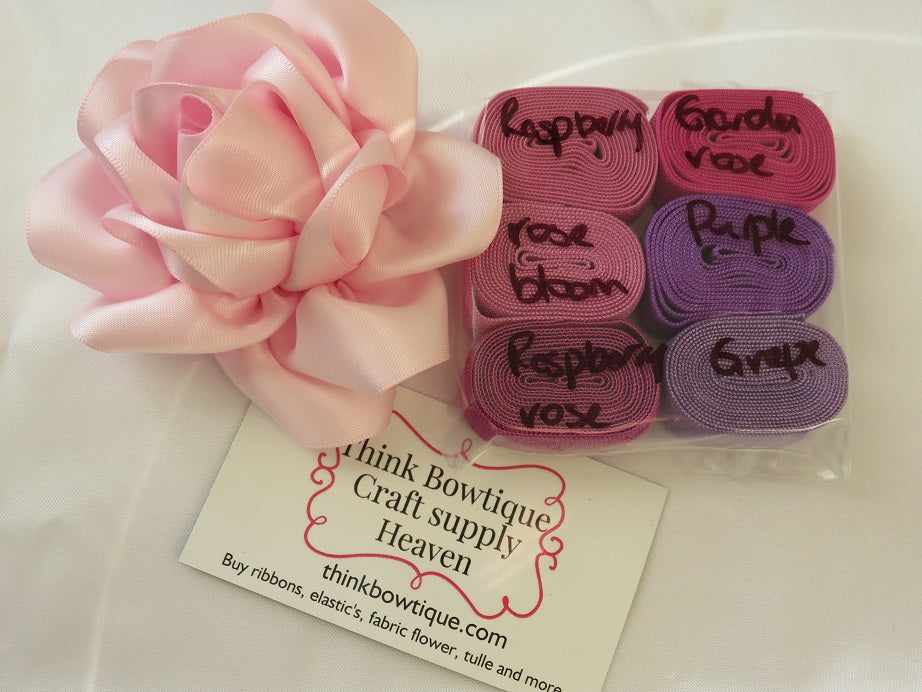 Raspberry
Garden
rose
rose
bloom
Purple
Raspberry
rose
Grape
Think Bowtique
Craft supply
Heaven
thinkbowtique.com
Buy ribbons, elastic's, fabric flower, tulle and more